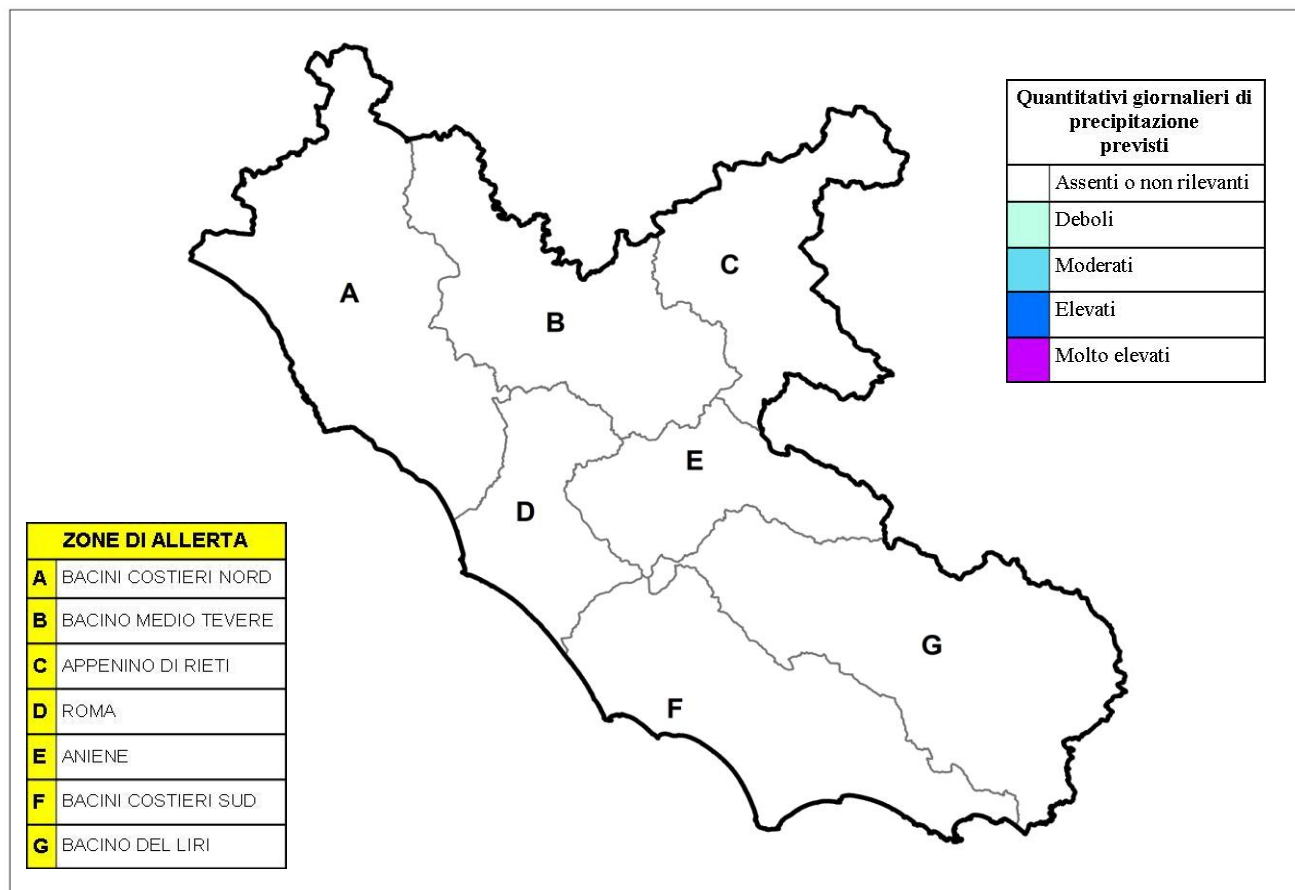 Quantitativi giornalieri di
precipitazione
previsti
Assenti o non rilevanti
Deboli
Moderati
Elevati
Molto elevati
A
B
C
D
E
F
G
ZONE DI ALLERTA
A BACINI COSTIERI NORD
B BACINO MEDIO TEVERE
C APPENINO DI RIETI
D ROMA
E ANIENE
F BACINI COSTIERI SUD
G BACINO DEL LIRI